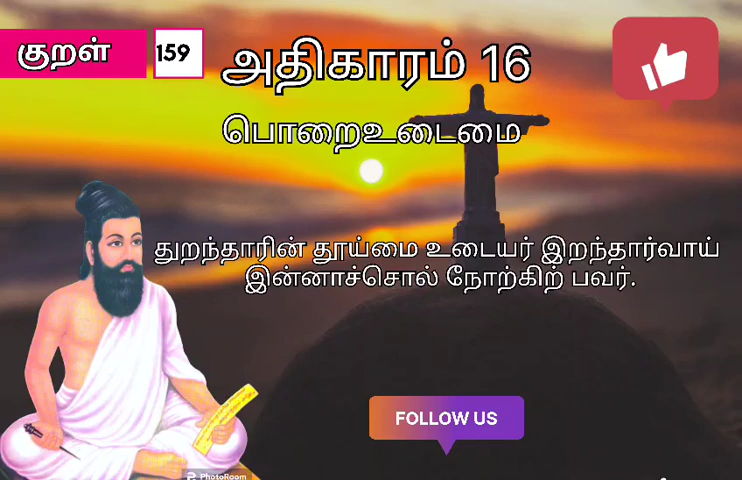 குறள் 159
அதிகாரம் 16
பொறைஉடைமை
துறந்தாரின் தூய்மை உடையர் இறந்தார்வாய்
இன்னாச்சொல் நோற்கிற் பவர்.
FOLLOW US
PhotoRoom